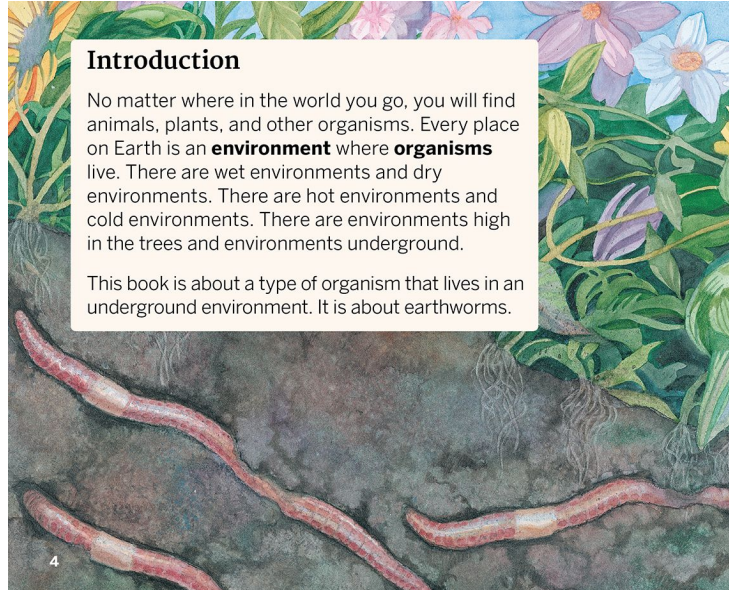 Introduction
No matter where in the world you go, you will find
animals, plants, and other organisms. Every place
on Earth is an environment where organisms
live. There are wet environments and dry
environments. There are hot environments and
cold environments. There are environments high
in the trees and environments underground.
This book is about a type of organism that lives in an
underground environment. It is about earthworms.
4